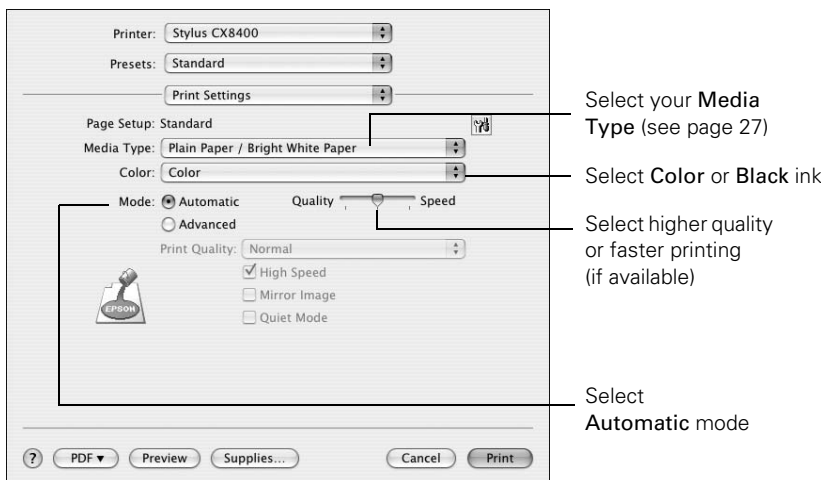 Printer: Stylus CX8400
Presets: Standard
Print Settings
Page Setup: Standard
Media Type: Plain Paper / Bright White Paper
Color: Color
Mode: Automatic Quality Speed
Advanced
Print Quality: Normal
High Speed
Mirror Image
Quiet Mode
EPSON
? PDF▼ Preview Supplies... Cancel Print
Select your Media
Type (see page 27)
Select Color or Black ink
Select higher quality
or faster printing
(if available)
Select
Automatic mode